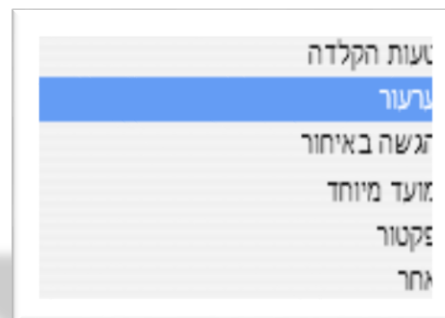 טעות הקלדה
ערעור
הגשה באיחור
מועד מיוחד
פקטור
אחר